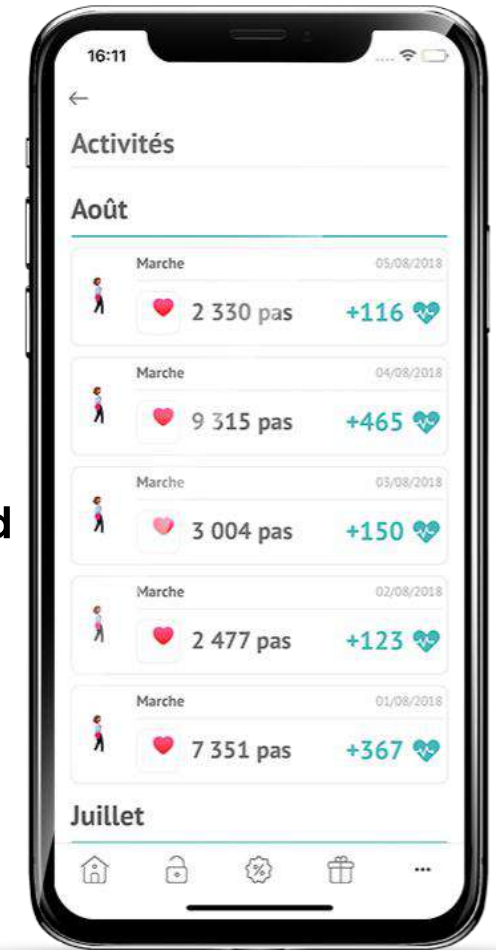 16:11
Activités
Août
Marche 05/08/2018
2 330 pas +116
Marche 04/08/2018
9 315 pas +465
d
Marche 03/08/2018
3 004 pas +150
Marche 02/08/2018
2 477 pas +123
Marche 01/08/2018
7 351 pas +367
Juillet